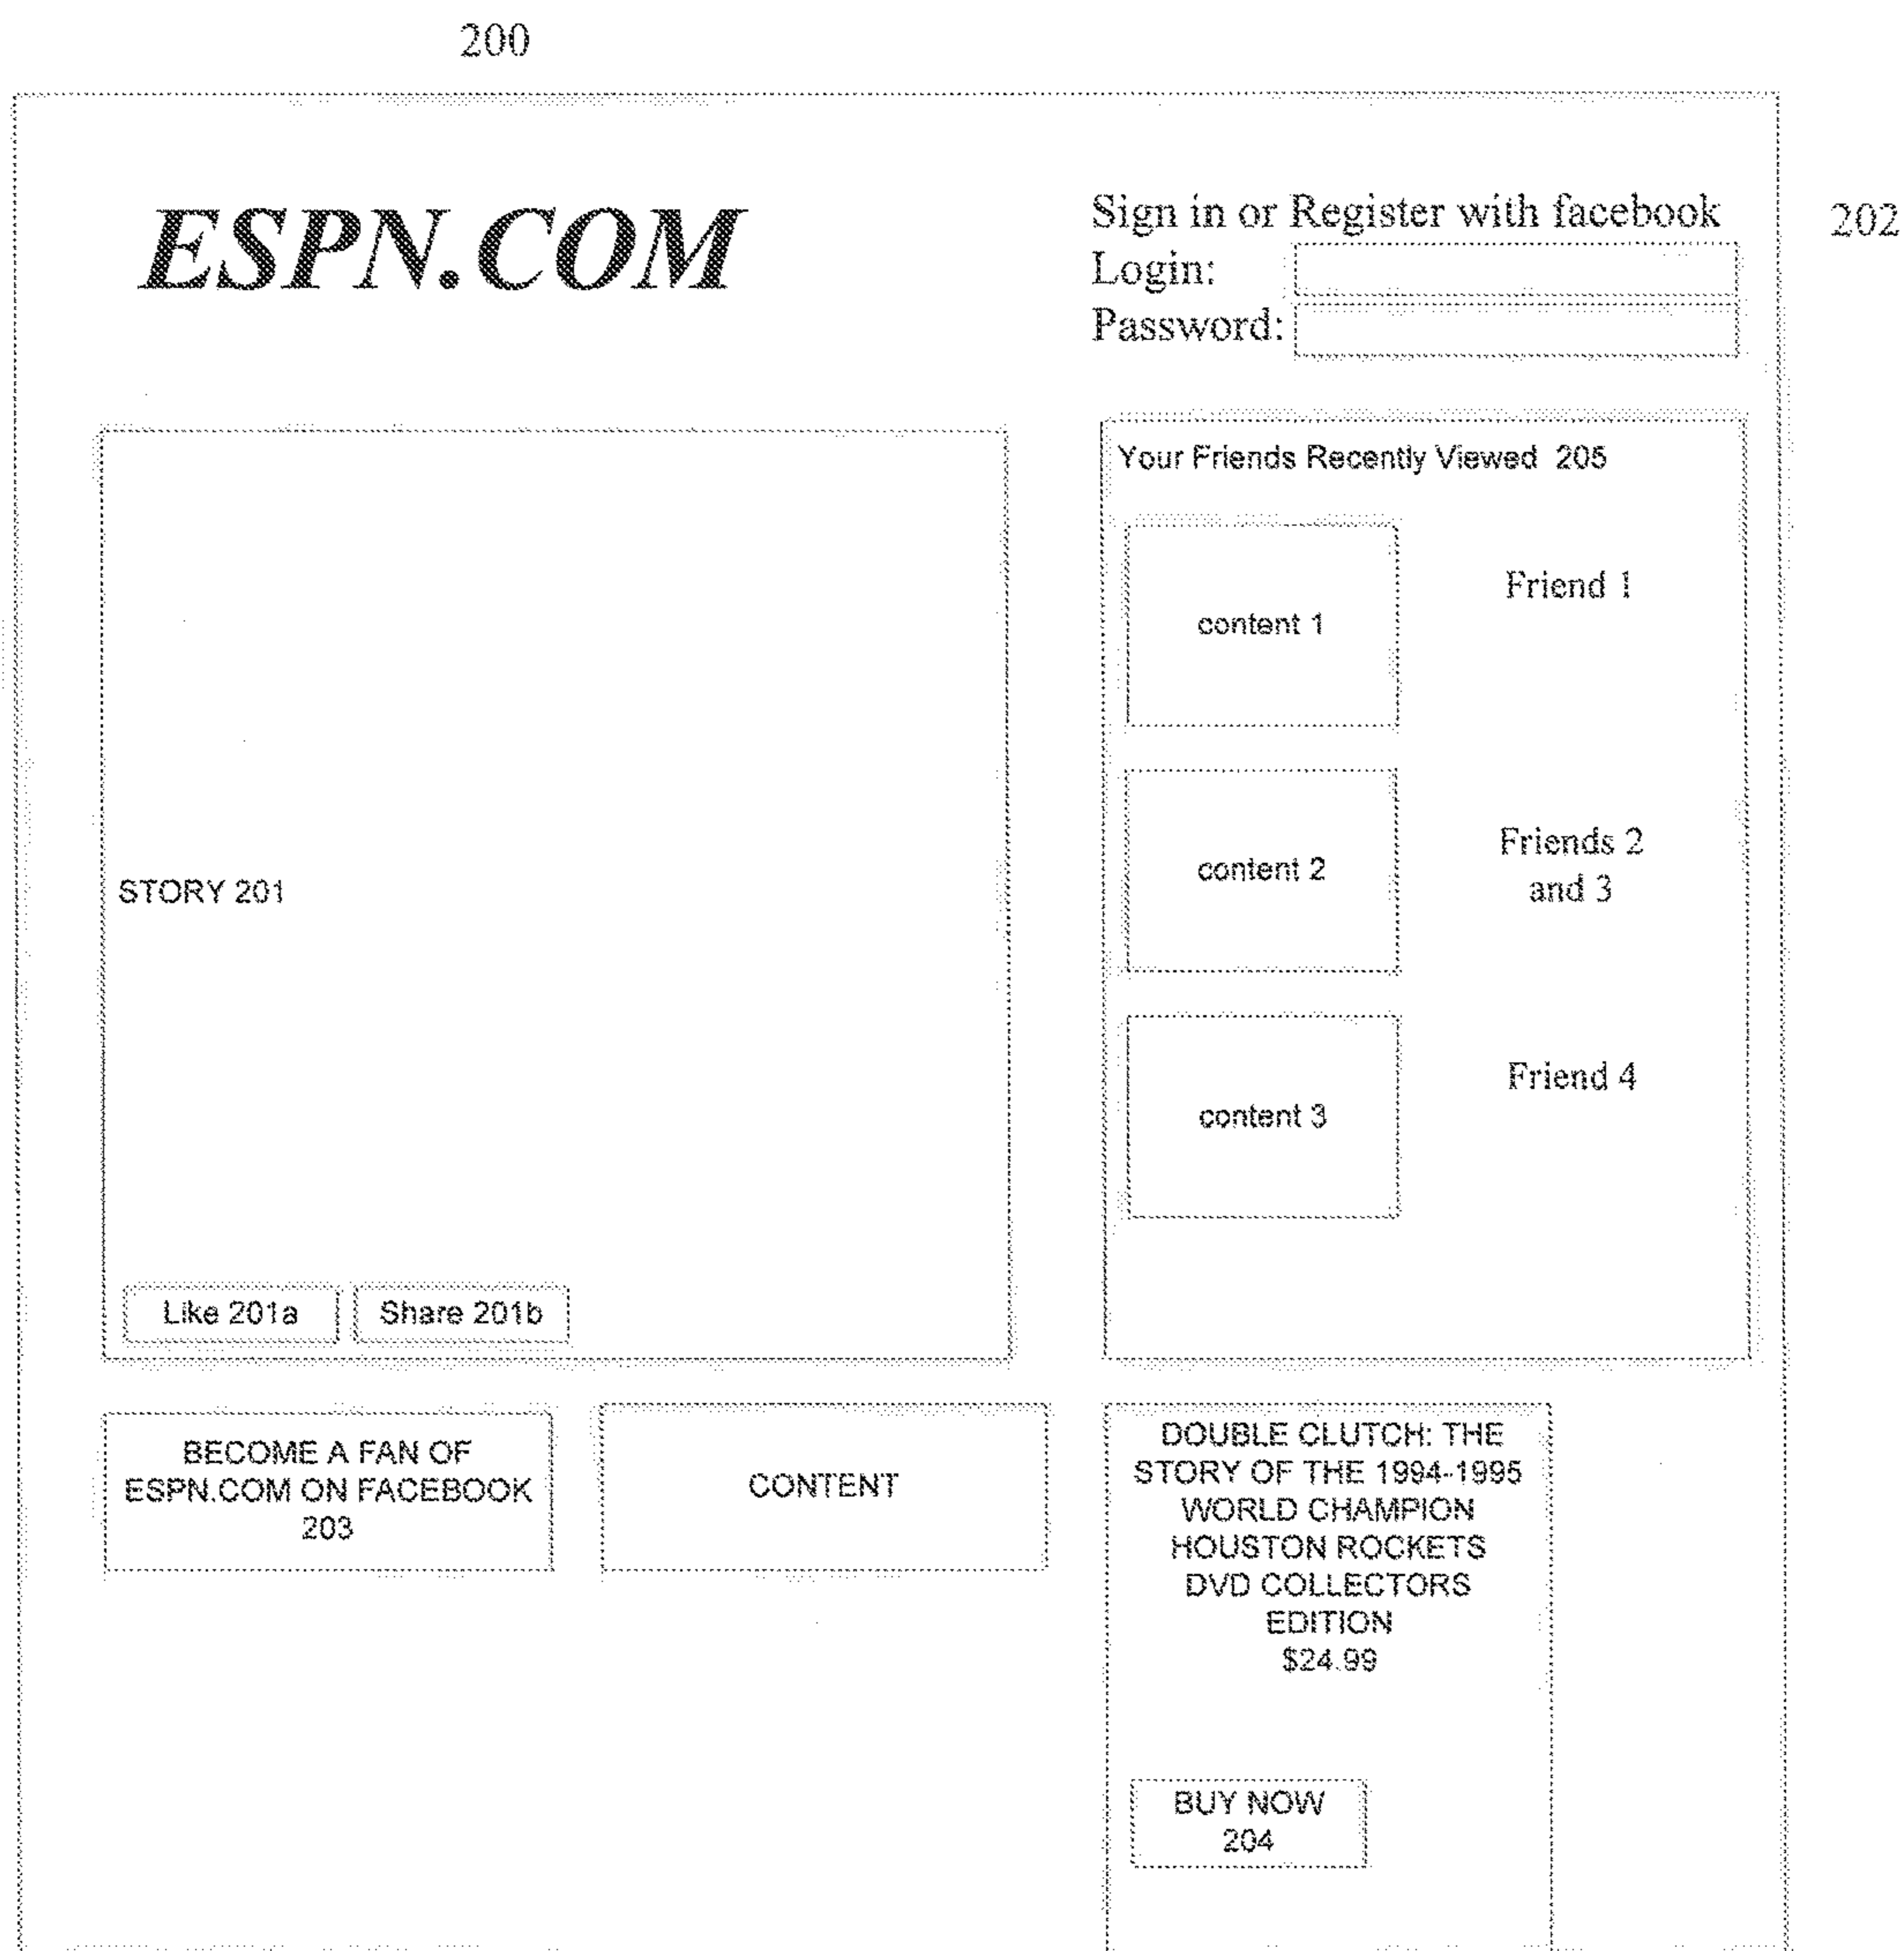 200
ESPN.COM
Sign in or Register with facebook
202
Login:
Password:
STORY 201
Like 201a
Share 201b
Your Friends Recently Viewed 205
content 1
Friend 1
content 2
Friends 2
and 3
content 3
Friend 4
BECOME A FAN OF
ESPN.COM ON FACEBOOK
203
CONTENT
DOUBLE CLUTCH: THE
STORY OF THE 1994-1995
WORLD CHAMPION
HOUSTON ROCKETS
DVD COLLECTORS
EDITION
$24.99
BUY NOW
204